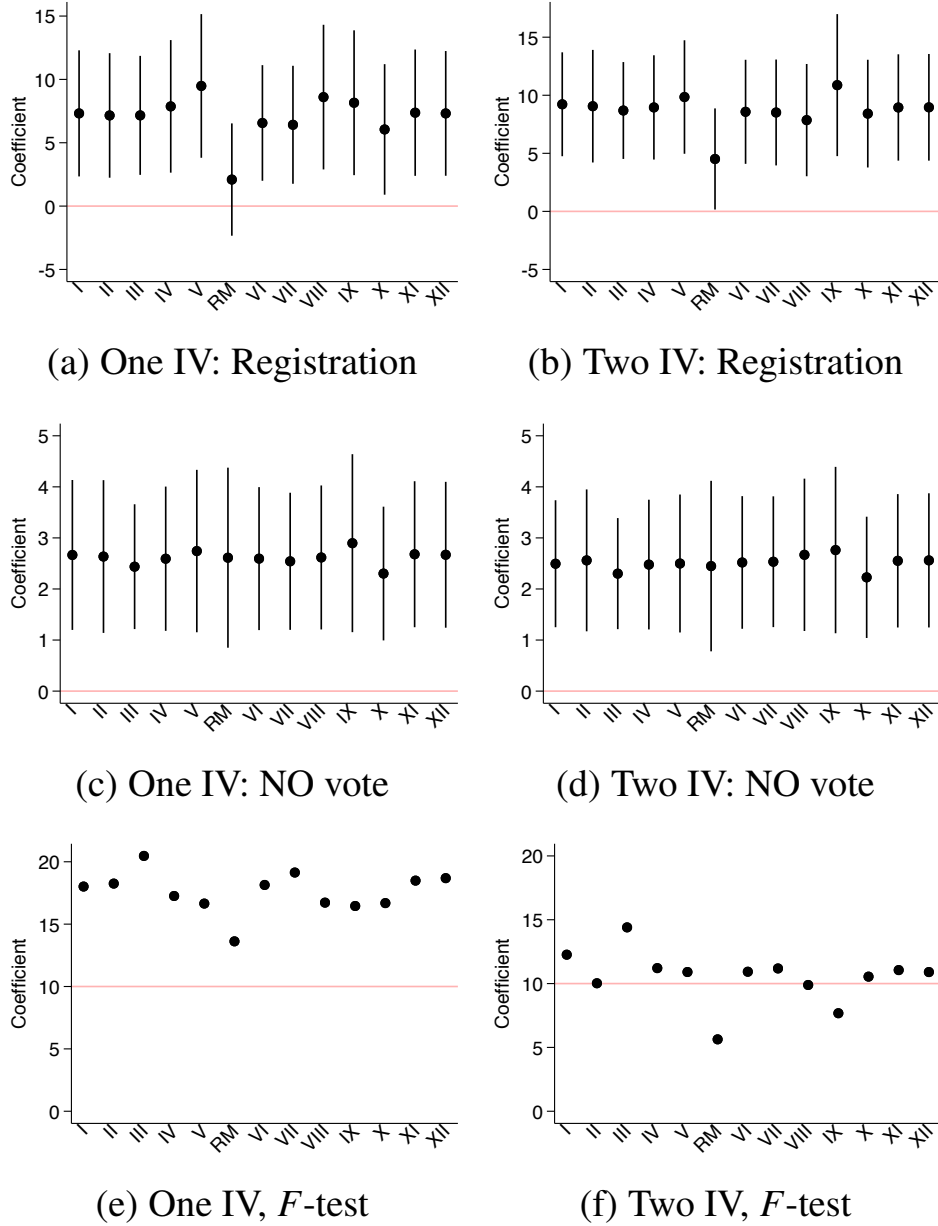 15
10
5
0
-5
Coefficient
I II III IV V RM VI VII VIII IX X XI XII
(a) One IV: Registration
15
10
5
0
-5
Coefficient
I II III IV V RM VI VII VIII IX X XI XII
(b) Two IV: Registration
5
4
3
2
1
0
Coefficient
I II III IV V RM VI VII VIII IX X XI XII
(c) One IV: NO vote
5
4
3
2
1
0
Coefficient
I II III IV V RM VI VII VIII IX X XI XII
(d) Two IV: NO vote
20
15
10
5
0
Coefficient
I II III IV V RM VI VII VIII IX X XI XII
(e) One IV, F-test
20
15
10
5
0
Coefficient
I II III IV V RM VI VII VIII IX X XI XII
(f) Two IV, F-test